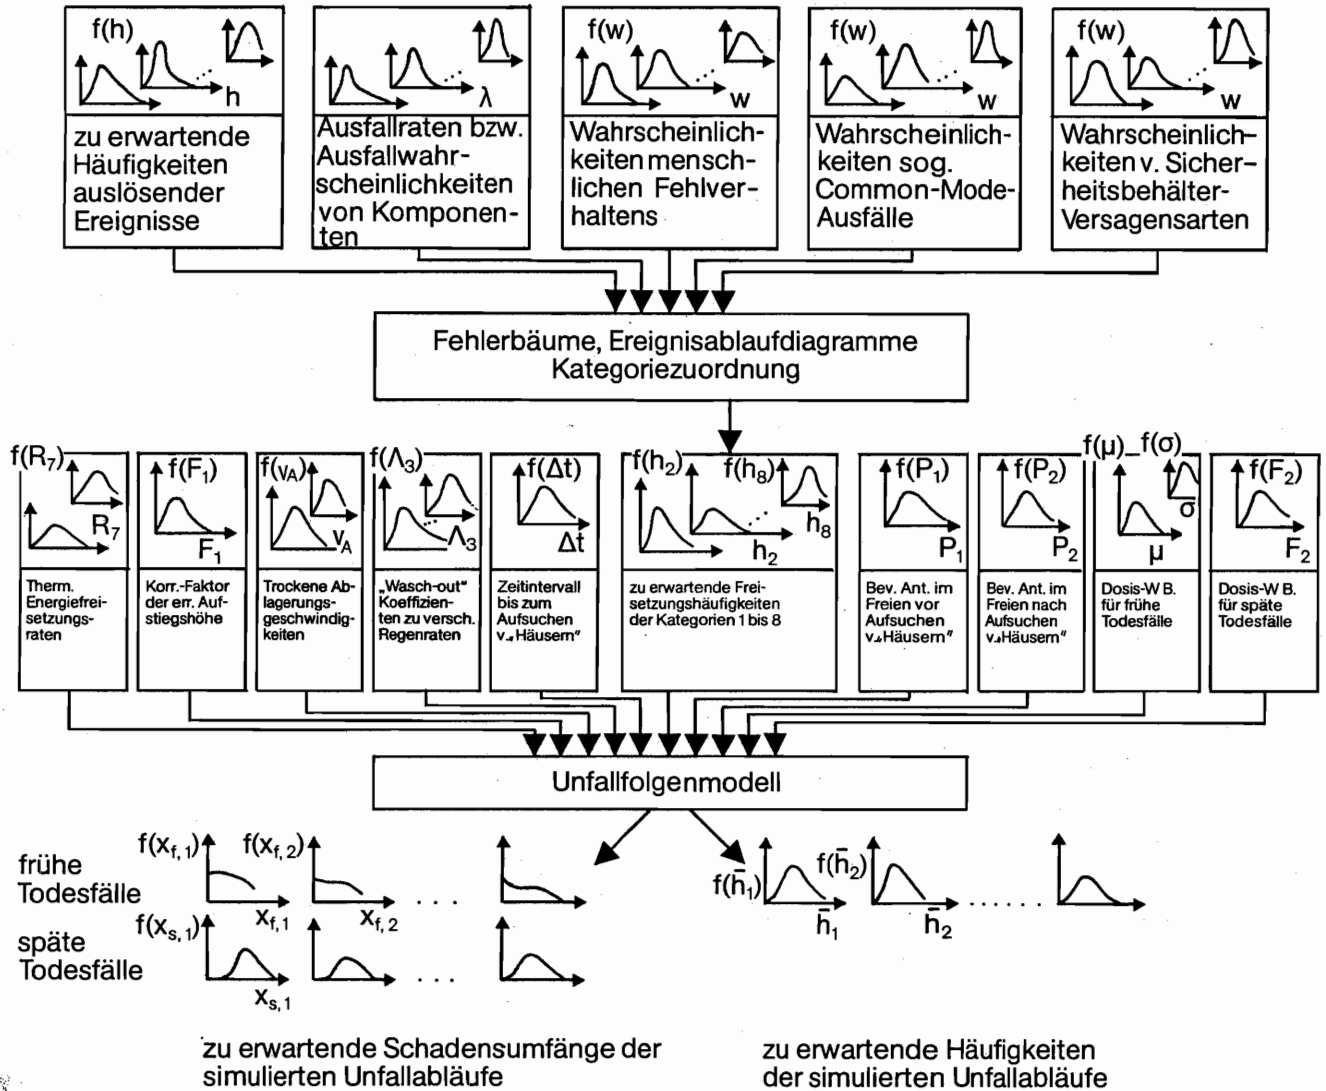 f(h)
h
zu erwartende
Häufigkeiten
auslösender
Ereignisse
λ
Ausfallraten bzw.
Ausfallwahr-
scheinlichkeiten
von Komponen-
ten
f(w)
w
Wahrscheinlich-
keiten mensch-
lichen Fehlver-
haltens
f(w)
w
Wahrscheinlich-
keiten sog.
Common-Mode-
Ausfälle
f(w)
w
Wahrscheinlich-
keiten v. Sicher-
heitsbehälter-
Versagensarten
Fehlerbäume, Ereignisablaufdiagramme
Kategoriezuordnung
f(R7)
R7
Therm.
Energiefrei-
setzungs-
raten
f(F1)
F1
Korr.-Faktor
der err. Auf-
stiegshöhe
f(vA)
vA
Trockene Ab-
lagerungs-
geschwindig-
keiten
f(Λ3)
Λ3
„Wasch-out“
Koeffizien-
ten zu versch.
Regenraten
f(Δt)
Δt
Zeitintervall
bis zum
Aufsuchen
v. „Häusern“
f(h2)
h2
f(h8)
h8
zu erwartende Frei-
setzungshäufigkeiten
der Kategorien 1 bis 8
f(P1)
P1
Bev. Ant. im
Freien vor
Aufsuchen
v. „Häusern“
f(P2)
P2
Bev. Ant. im
Freien nach
Aufsuchen
v. „Häusern“
f(μ)
μ
f(σ)
σ
Dosis-W B.
für frühe
Todesfälle
f(F2)
F2
Dosis-W B.
für späte
Todesfälle
Unfallfolgenmodell
frühe
Todesfälle
f(xf,1)
xf,1
f(xf,2)
xf,2
. . .
späte
Todesfälle
f(xs,1)
xs,1
. . .
zu erwartende Schadensumfänge der
simulierten Unfallabläufe
f(h̄1)
h̄1
f(h̄2)
h̄2
. . . . . .
zu erwartende Häufigkeiten
der simulierten Unfallabläufe